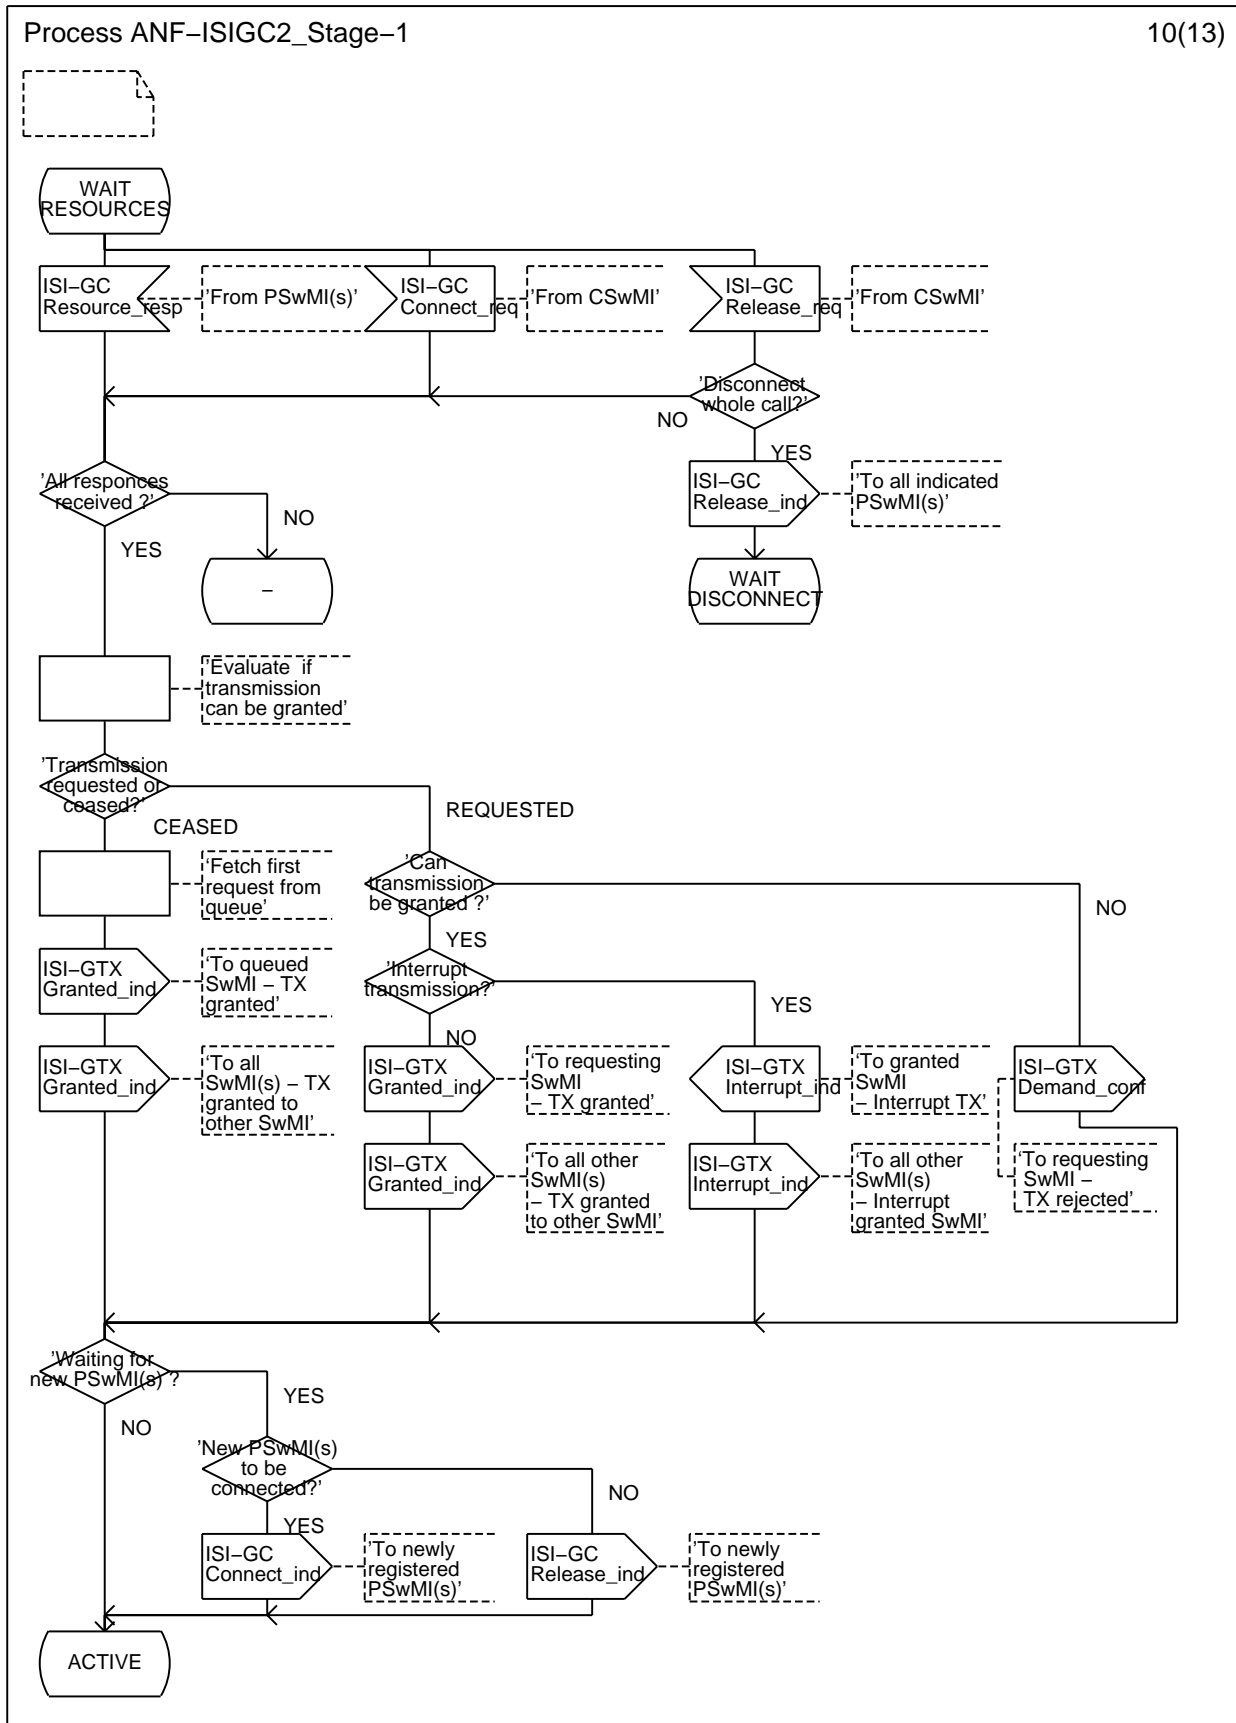 Process ANF–ISIGC2_Stage–1
10(13)
WAIT
RESOURCES
ISI–GC
Resource_resp
'From PSwMI(s)'
ISI–GC
Connect_req
'From CSwMI'
ISI–GC
Release_req
'From CSwMI'
'Disconnect
whole call?'
NO
YES
ISI–GC
Release_ind
'To all indicated
PSwMI(s)'
WAIT
DISCONNECT
'All responces
received ?'
NO
YES
–
'Evaluate if
transmission
can be granted'
'Transmission
requested or
ceased?'
REQUESTED
CEASED
'Fetch first
request from
queue'
'Can
transmission
be granted ?'
NO
YES
ISI–GTX
Granted_ind
'To queued
SwMI – TX
granted'
'Interrupt
transmission?'
YES
NO
ISI–GTX
Granted_ind
'To all
SwMI(s) – TX
granted to
other SwMI'
ISI–GTX
Granted_ind
'To requesting
SwMI
– TX granted'
ISI–GTX
Interrupt_ind
'To granted
SwMI
– Interrupt TX'
ISI–GTX
Demand_conf
ISI–GTX
Granted_ind
'To all other
SwMI(s)
– TX granted
to other SwMI'
ISI–GTX
Interrupt_ind
'To all other
SwMI(s)
– Interrupt
granted SwMI'
'To requesting
SwMI –
TX rejected'
'Waiting for
new PSwMI(s) ?
YES
NO
'New PSwMI(s)
to be
connected?'
NO
YES
ISI–GC
Connect_ind
'To newly
registered
PSwMI(s)'
ISI–GC
Release_ind
'To newly
registered
PSwMI(s)'
ACTIVE